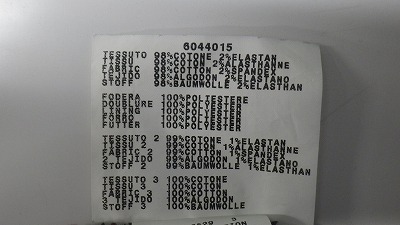 6044015
TESSUTO 98%COTONE 2%ELASTAN
TISSU 98%COTON 2%ELASTHANNE
FABRIC 98%COTTON 2%SPANDEX
TEJIDO 98%ALGODON 2%ELASTANO
STOFF 98%BAUMWOLLE 2%ELASTHAN
FODERA 100%POLIESTERE
DOUBLURE 100%POLYESTER
LINING 100%POLYESTER
FORRO 100%POLIESTER
FUTTER 100%POLYESTER
TESSUTO 2 99%COTONE 1%ELASTAN
TISSU 2 99%COTON 1%ELASTHANNE
FABRIC 2 99%COTTON 1%SPANDEX
2 TEJIDO 99%ALGODON 1%ELASTANO
STOFF 2 99%BAUMWOLLE 1%ELASTHAN
TESSUTO 3 100%COTONE
TISSU 3 100%COTON
FABRIC 3 100%COTTON
3 TEJIDO 100%ALGODON
STOFF 3 100%BAUMWOLLE